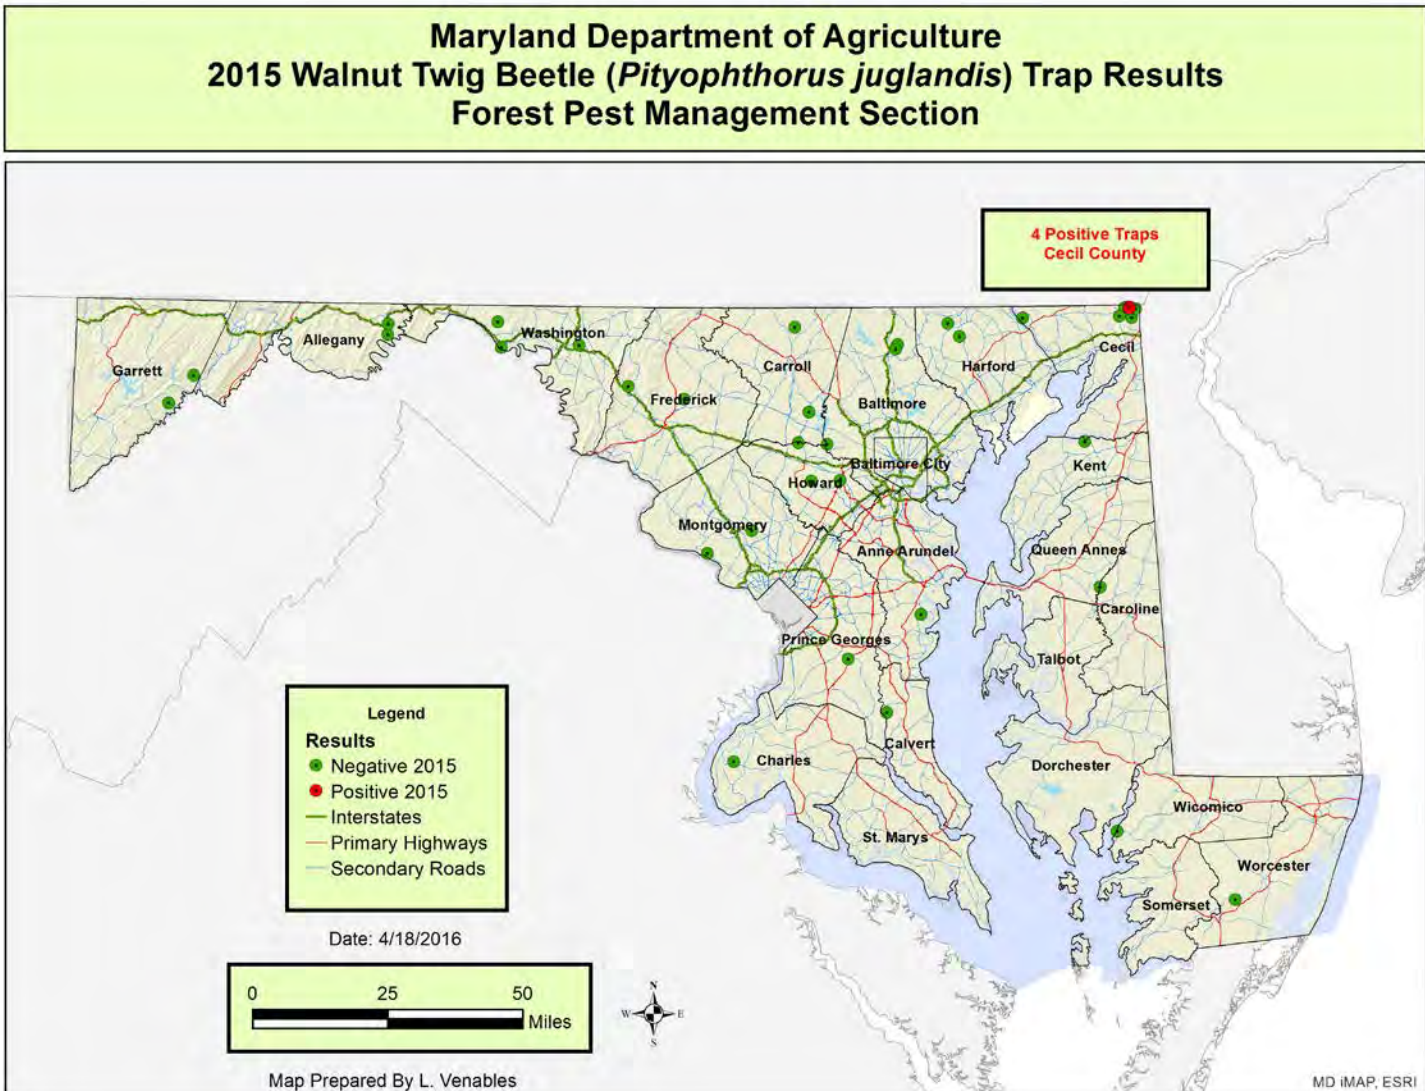 Maryland Department of Agriculture
2015 Walnut Twig Beetle (Pityophthorus juglandis) Trap Results
Forest Pest Management Section
4 Positive Traps
Cecil County
Garrett
Allegany
Washington
Frederick
Carroll
Baltimore
Harford
Cecil
Baltimore City
Howard
Kent
Montgomery
Anne Arundel
Queen Annes
Caroline
Prince Georges
Talbot
Calvert
Charles
Dorchester
St. Marys
Wicomico
Worcester
Somerset
Legend
Results
Negative 2015
Positive 2015
Interstates
Primary Highways
Secondary Roads
Date: 4/18/2016
0 25 50
Miles
N
W E
S
Map Prepared By L. Venables
MD iMAP, ESRI